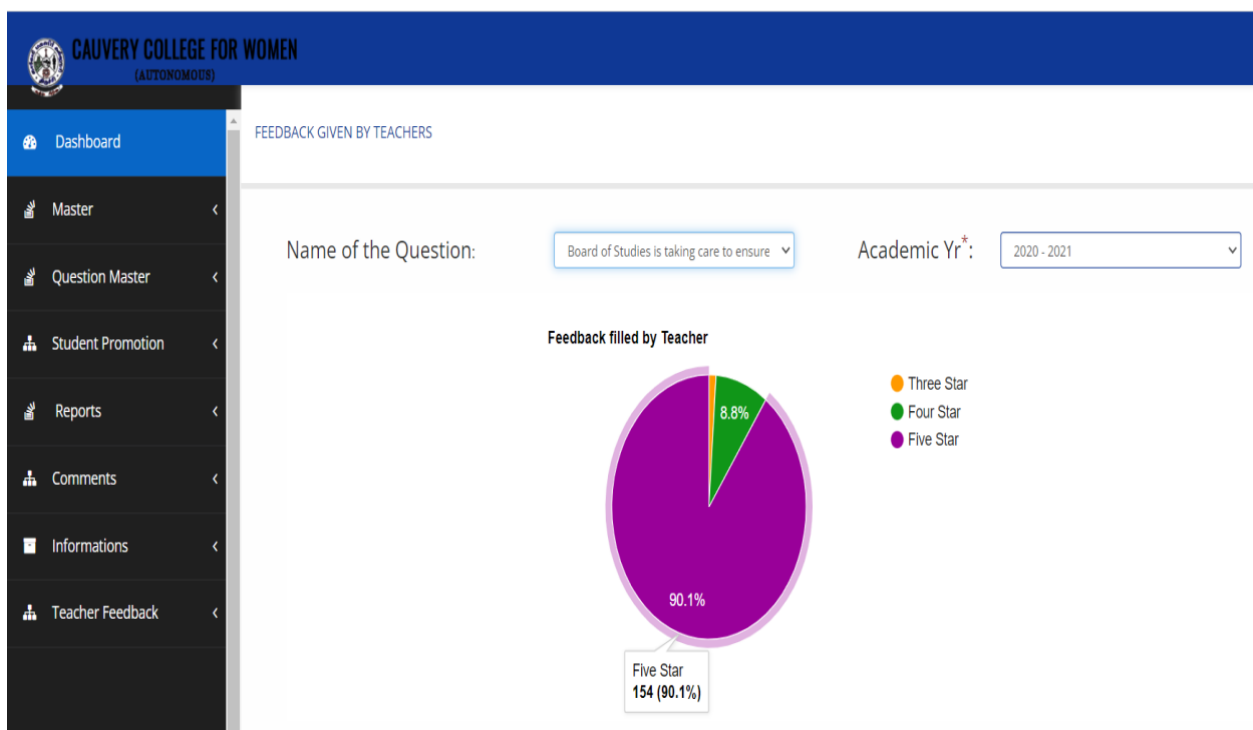 CAUVERY COLLEGE FOR WOMEN
(AUTONOMOUS)
Dashboard
Master
Question Master
Student Promotion
Reports
Comments
Informations
Teacher Feedback
FEEDBACK GIVEN BY TEACHERS
Name of the Question: Board of Studies is taking care to ensure Academic Yr*: 2020 - 2021
Feedback filled by Teacher
Three Star
Four Star
Five Star
8.8%
90.1%
Five Star
154 (90.1%)